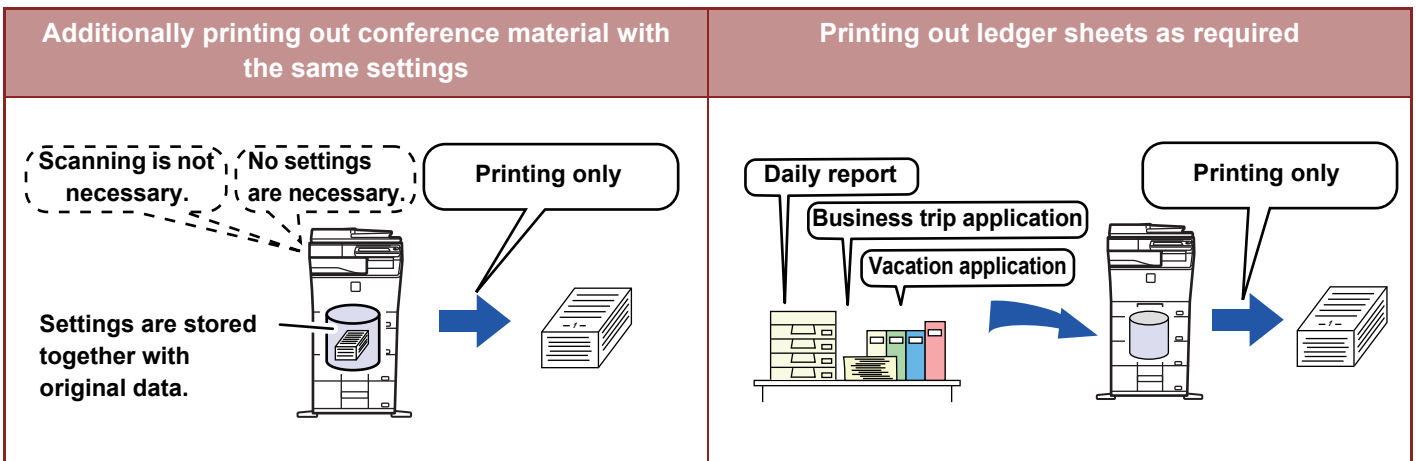 Additionally printing out conference material with
the same settings
Printing out ledger sheets as required
Scanning is not
necessary.
No settings
are necessary.
Printing only
Settings are stored
together with
original data.
-1-
Daily report
Business trip application
Vacation application
Printing only
-1-